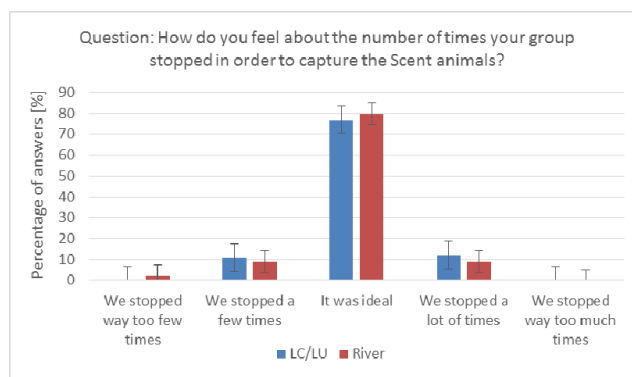 Question: How do you feel about the number of times your group
stopped in order to capture the Scent animals?
Percentage of answers [%]
90
80
70
60
50
40
30
20
10
0
We stopped
way too few
times
We stopped a
few times
It was ideal
We stopped a
lot of times
We stopped
way too much
times
LC/LU
River